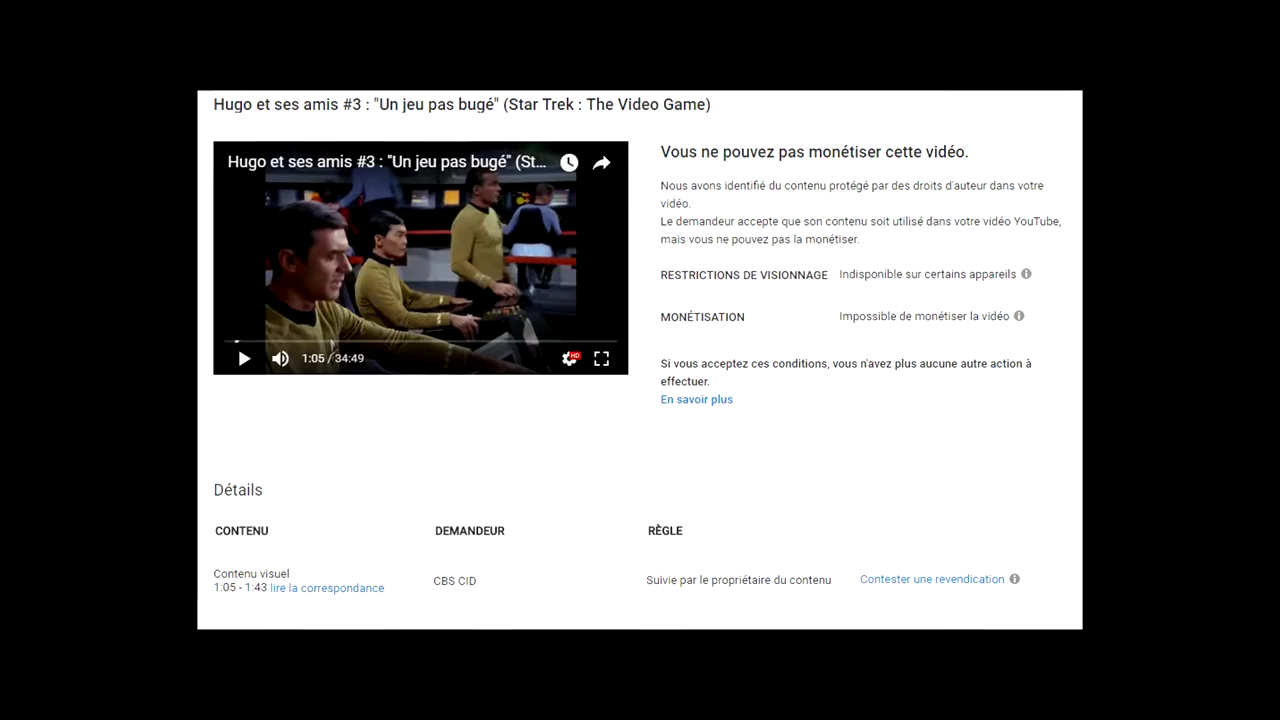 Hugo et ses amis #3 : "Un jeu pas bugé" (Star Trek : The Video Game)
Hugo et ses amis #3 : "Un jeu pas bugé" (St...
1:05 / 34:49
HD
Vous ne pouvez pas monétiser cette vidéo.
Nous avons identifié du contenu protégé par des droits d'auteur dans votre
vidéo.
Le demandeur accepte que son contenu soit utilisé dans votre vidéo YouTube,
mais vous ne pouvez pas la monétiser.
RESTRICTIONS DE VISIONNAGE Indisponible sur certains appareils
MONÉTISATION Impossible de monétiser la vidéo
Si vous acceptez ces conditions, vous n'avez plus aucune autre action à
effectuer.
En savoir plus
Détails
CONTENU DEMANDEUR RÈGLE
Contenu visuel
1:05 - 1:43 lire la correspondance
CBS CID
Suivie par le propriétaire du contenu
Contester une revendication